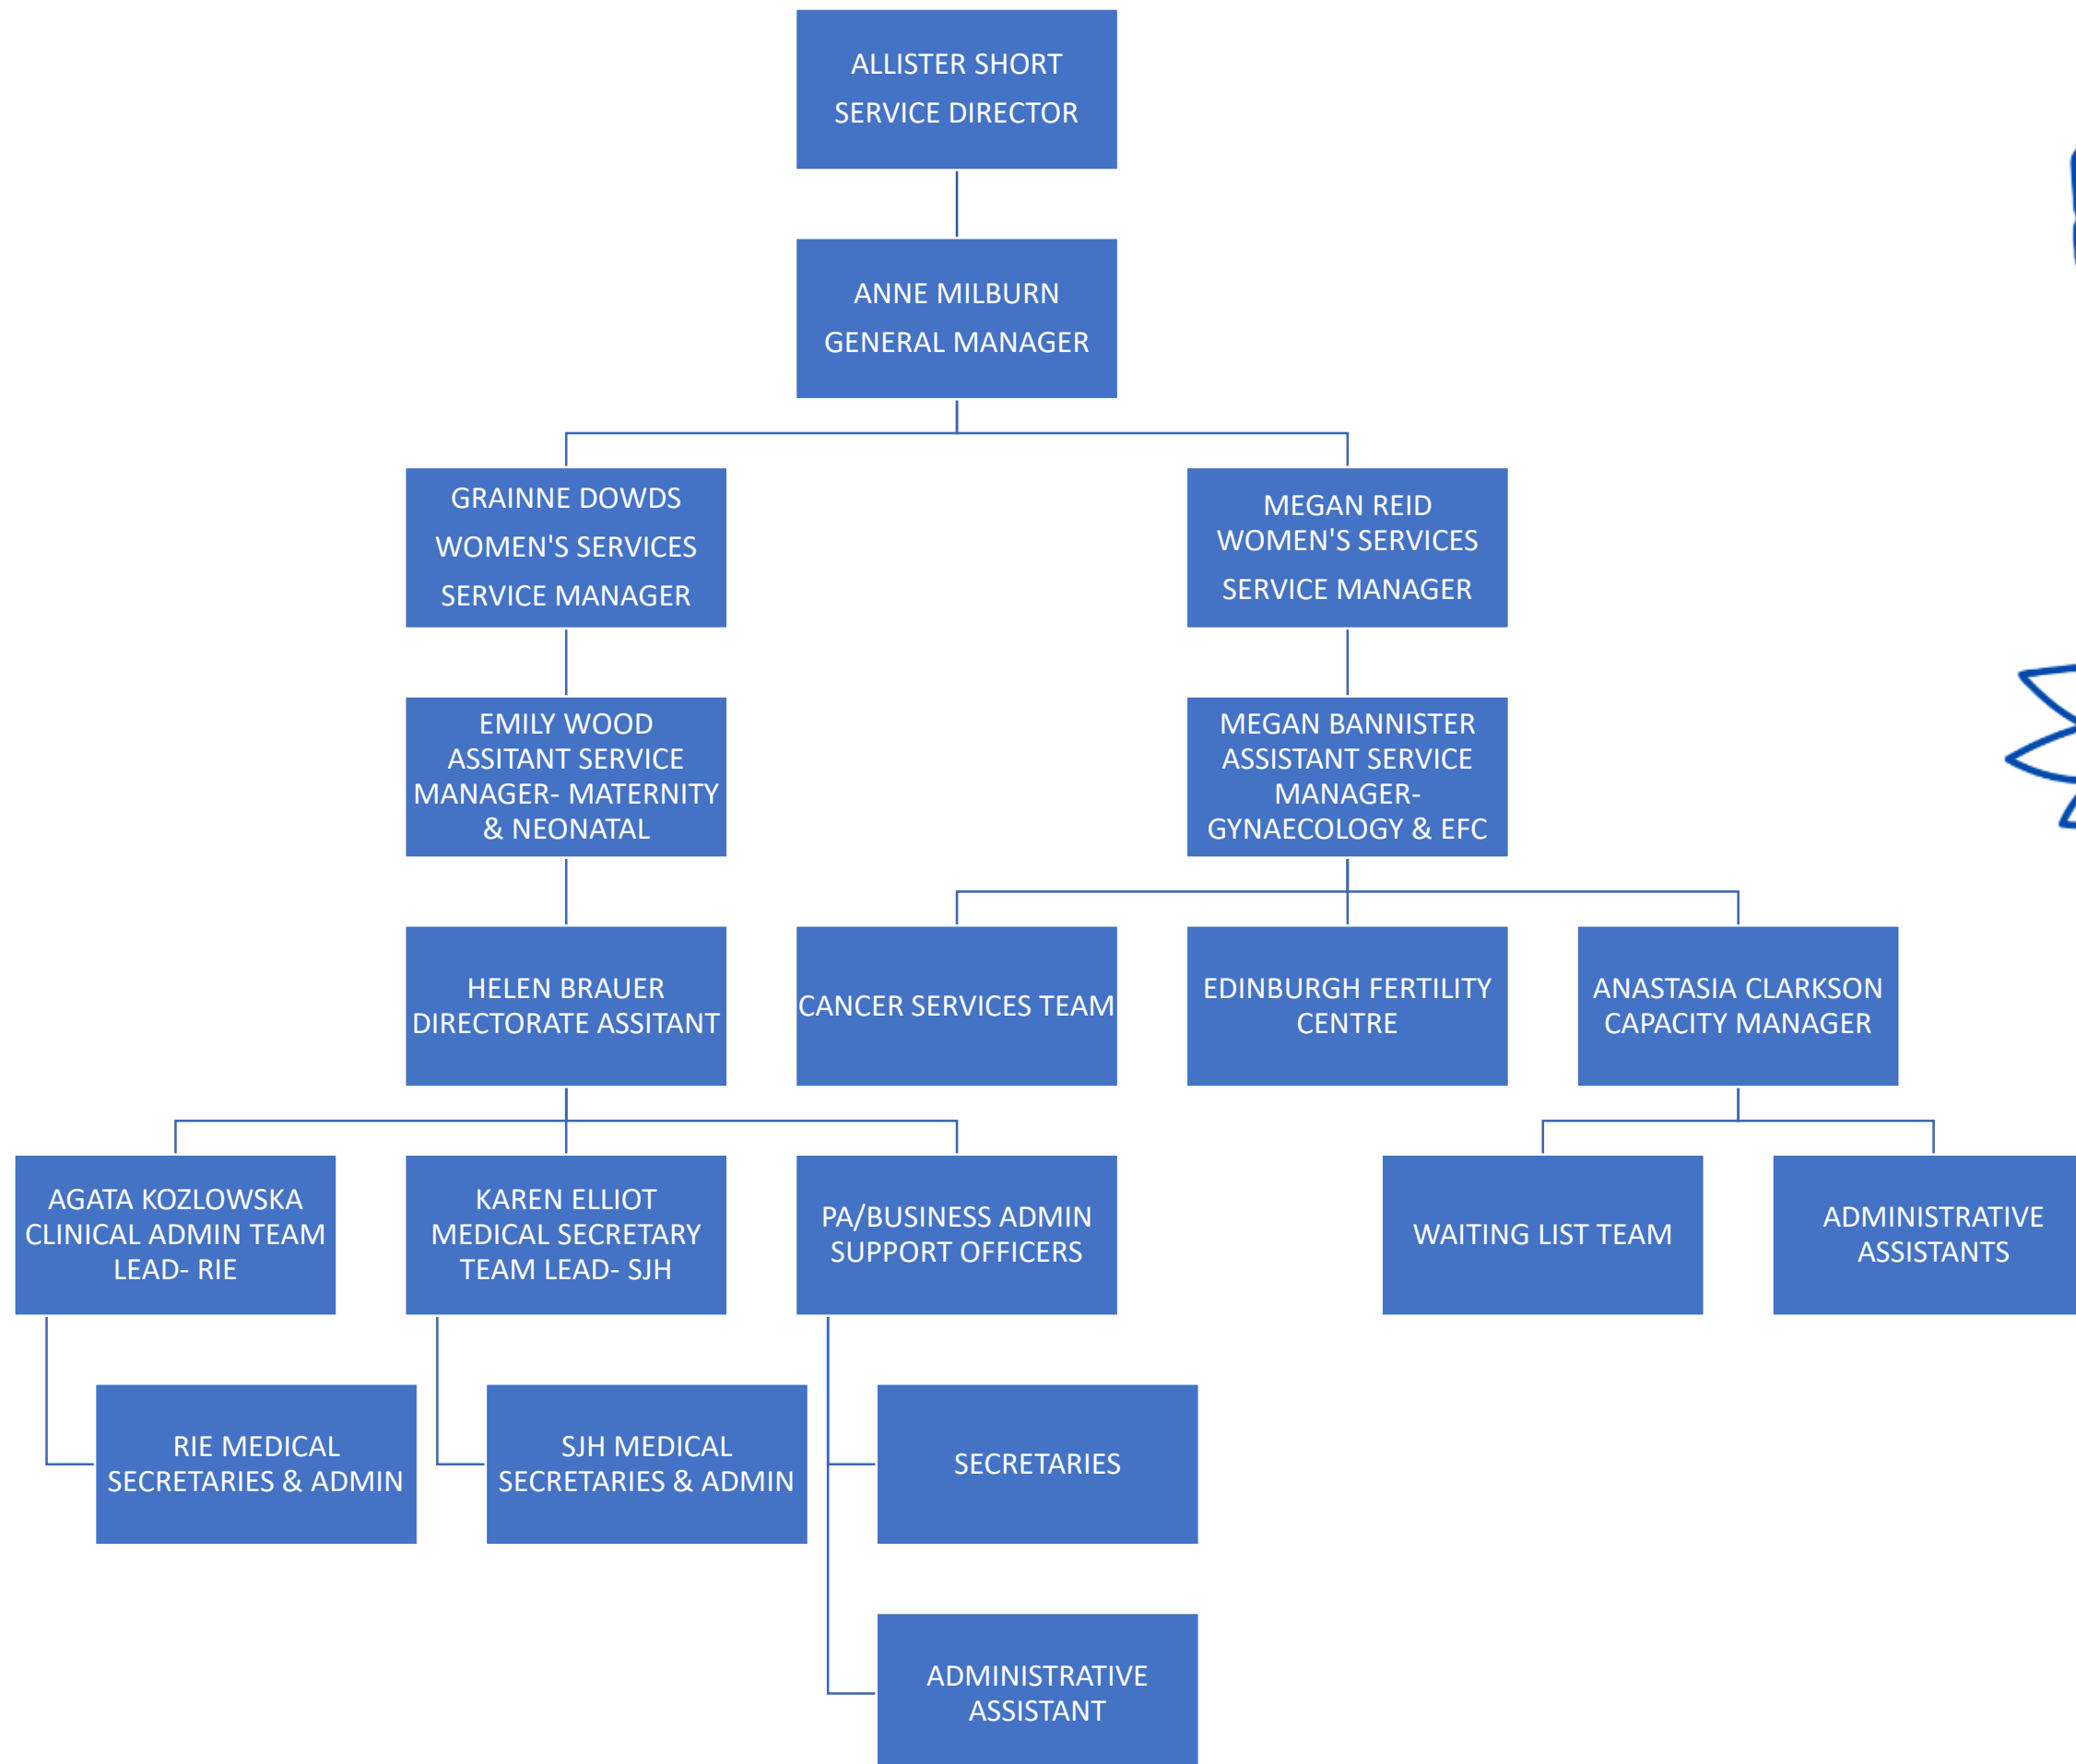 ALLISTER SHORT
SERVICE DIRECTOR
ANNE MILBURN
GENERAL MANAGER
GRAINNE DOWDS
WOMEN'S SERVICES
SERVICE MANAGER
MEGAN REID
WOMEN'S SERVICES
SERVICE MANAGER
EMILY WOOD
ASSITANT SERVICE
MANAGER- MATERNITY
& NEONATAL
MEGAN BANNISTER
ASSISTANT SERVICE
MANAGER-
GYNAECOLOGY & EFC
HELEN BRAUER
DIRECTORATE ASSITANT
CANCER SERVICES TEAM
EDINBURGH FERTILITY
CENTRE
ANASTASIA CLARKSON
CAPACITY MANAGER
AGATA KOZLOWSKA
CLINICAL ADMIN TEAM
LEAD- RIE
KAREN ELLIOT
MEDICAL SECRETARY
TEAM LEAD- SJH
PA/BUSINESS ADMIN
SUPPORT OFFICERS
WAITING LIST TEAM
ADMINISTRATIVE
ASSISTANTS
RIE MEDICAL
SECRETARIES & ADMIN
SJH MEDICAL
SECRETARIES & ADMIN
SECRETARIES
ADMINISTRATIVE
ASSISTANT